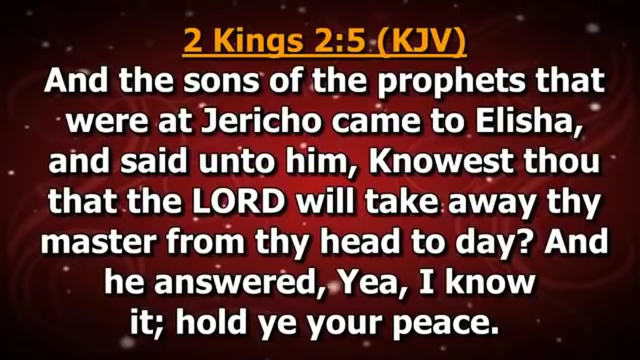 2 Kings 2:5 (KJV)
And the sons of the prophets that
were at Jericho came to Elisha,
and said unto him, Knowest thou
that the LORD will take away thy
master from thy head to day? And
he answered, Yea, I know
it; hold ye your peace.